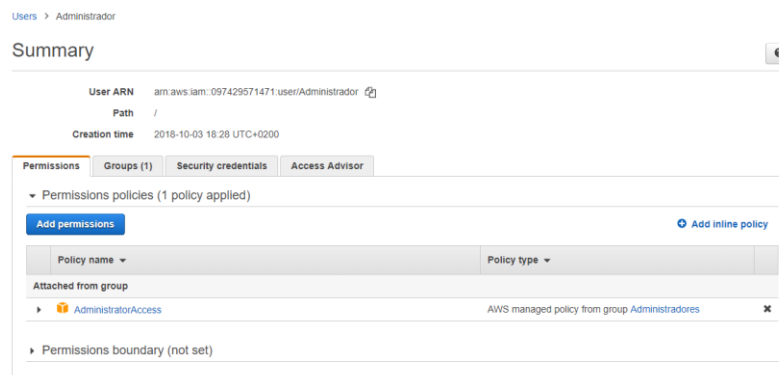 Users > Administrador
Summary
User ARN arn:aws:iam::097429571471:user/Administrador
Path /
Creation time 2018-10-03 18:28 UTC+0200
Permissions Groups (1) Security credentials Access Advisor
Permissions policies (1 policy applied)
Add permissions Add inline policy
Policy name Policy type
Attached from group
AdministratorAccess AWS managed policy from group Administradores
Permissions boundary (not set)